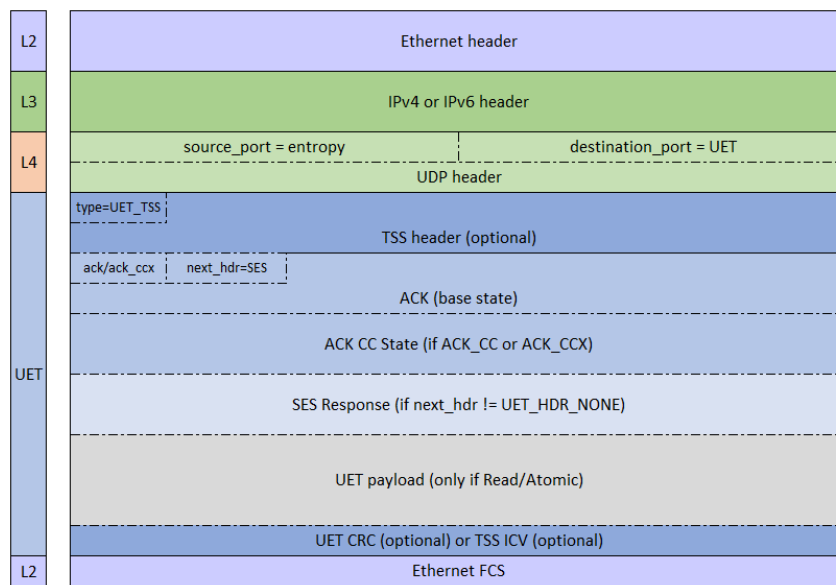 L2
Ethernet header
L3
IPv4 or IPv6 header
L4
source_port = entropy
destination_port = UET
UDP header
UET
type=UET_TSS
TSS header (optional)
ack/ack_ccx
next_hdr=SES
ACK (base state)
ACK CC State (if ACK_CC or ACK_CCX)
SES Response (if next_hdr != UET_HDR_NONE)
UET payload (only if Read/Atomic)
UET CRC (optional) or TSS ICV (optional)
L2
Ethernet FCS